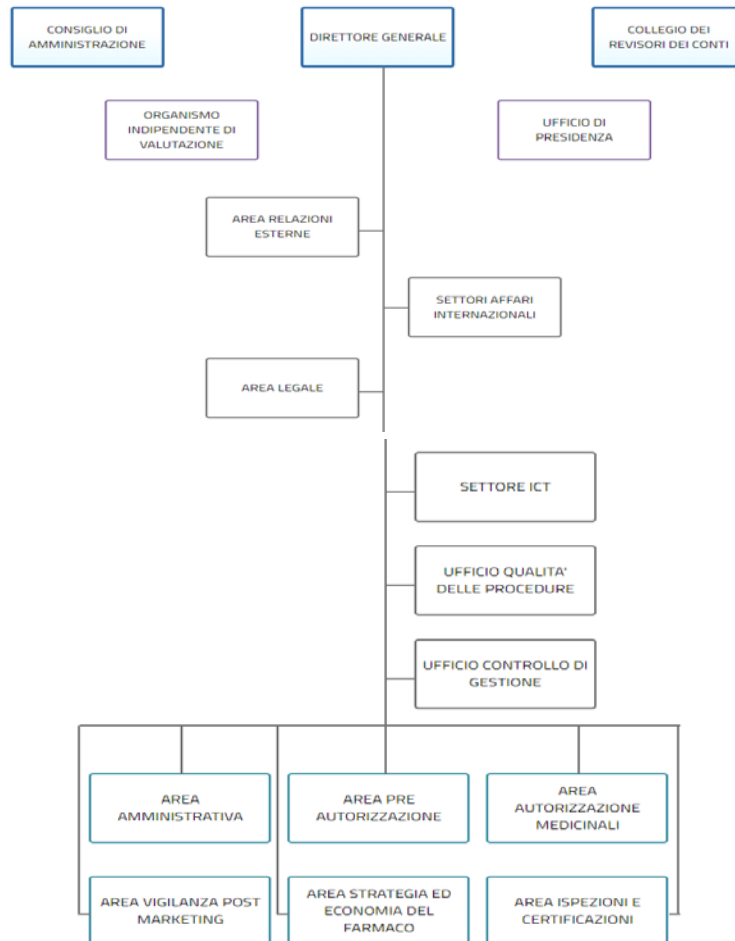 CONSIGLIO DI
AMMINISTRAZIONE
DIRETTORE GENERALE
COLLEGIO DEI
REVISORI DEI CONTI
ORGANISMO
INDIPENDENTE DI
VALUTAZIONE
UFFICIO DI
PRESIDENZA
AREA RELAZIONI
ESTERNE
SETTORI AFFARI
INTERNAZIONALI
AREA LEGALE
SETTORE ICT
UFFICIO QUALITA'
DELLE PROCEDURE
UFFICIO CONTROLLO DI
GESTIONE
AREA
AMMINISTRATIVA
AREA PRE
AUTORIZZAZIONE
AREA
AUTORIZZAZIONE
MEDICINALI
AREA VIGILANZA POST
MARKETING
AREA STRATEGIA ED
ECONOMIA DEL
FARMACO
AREA ISPEZIONI E
CERTIFICAZIONI